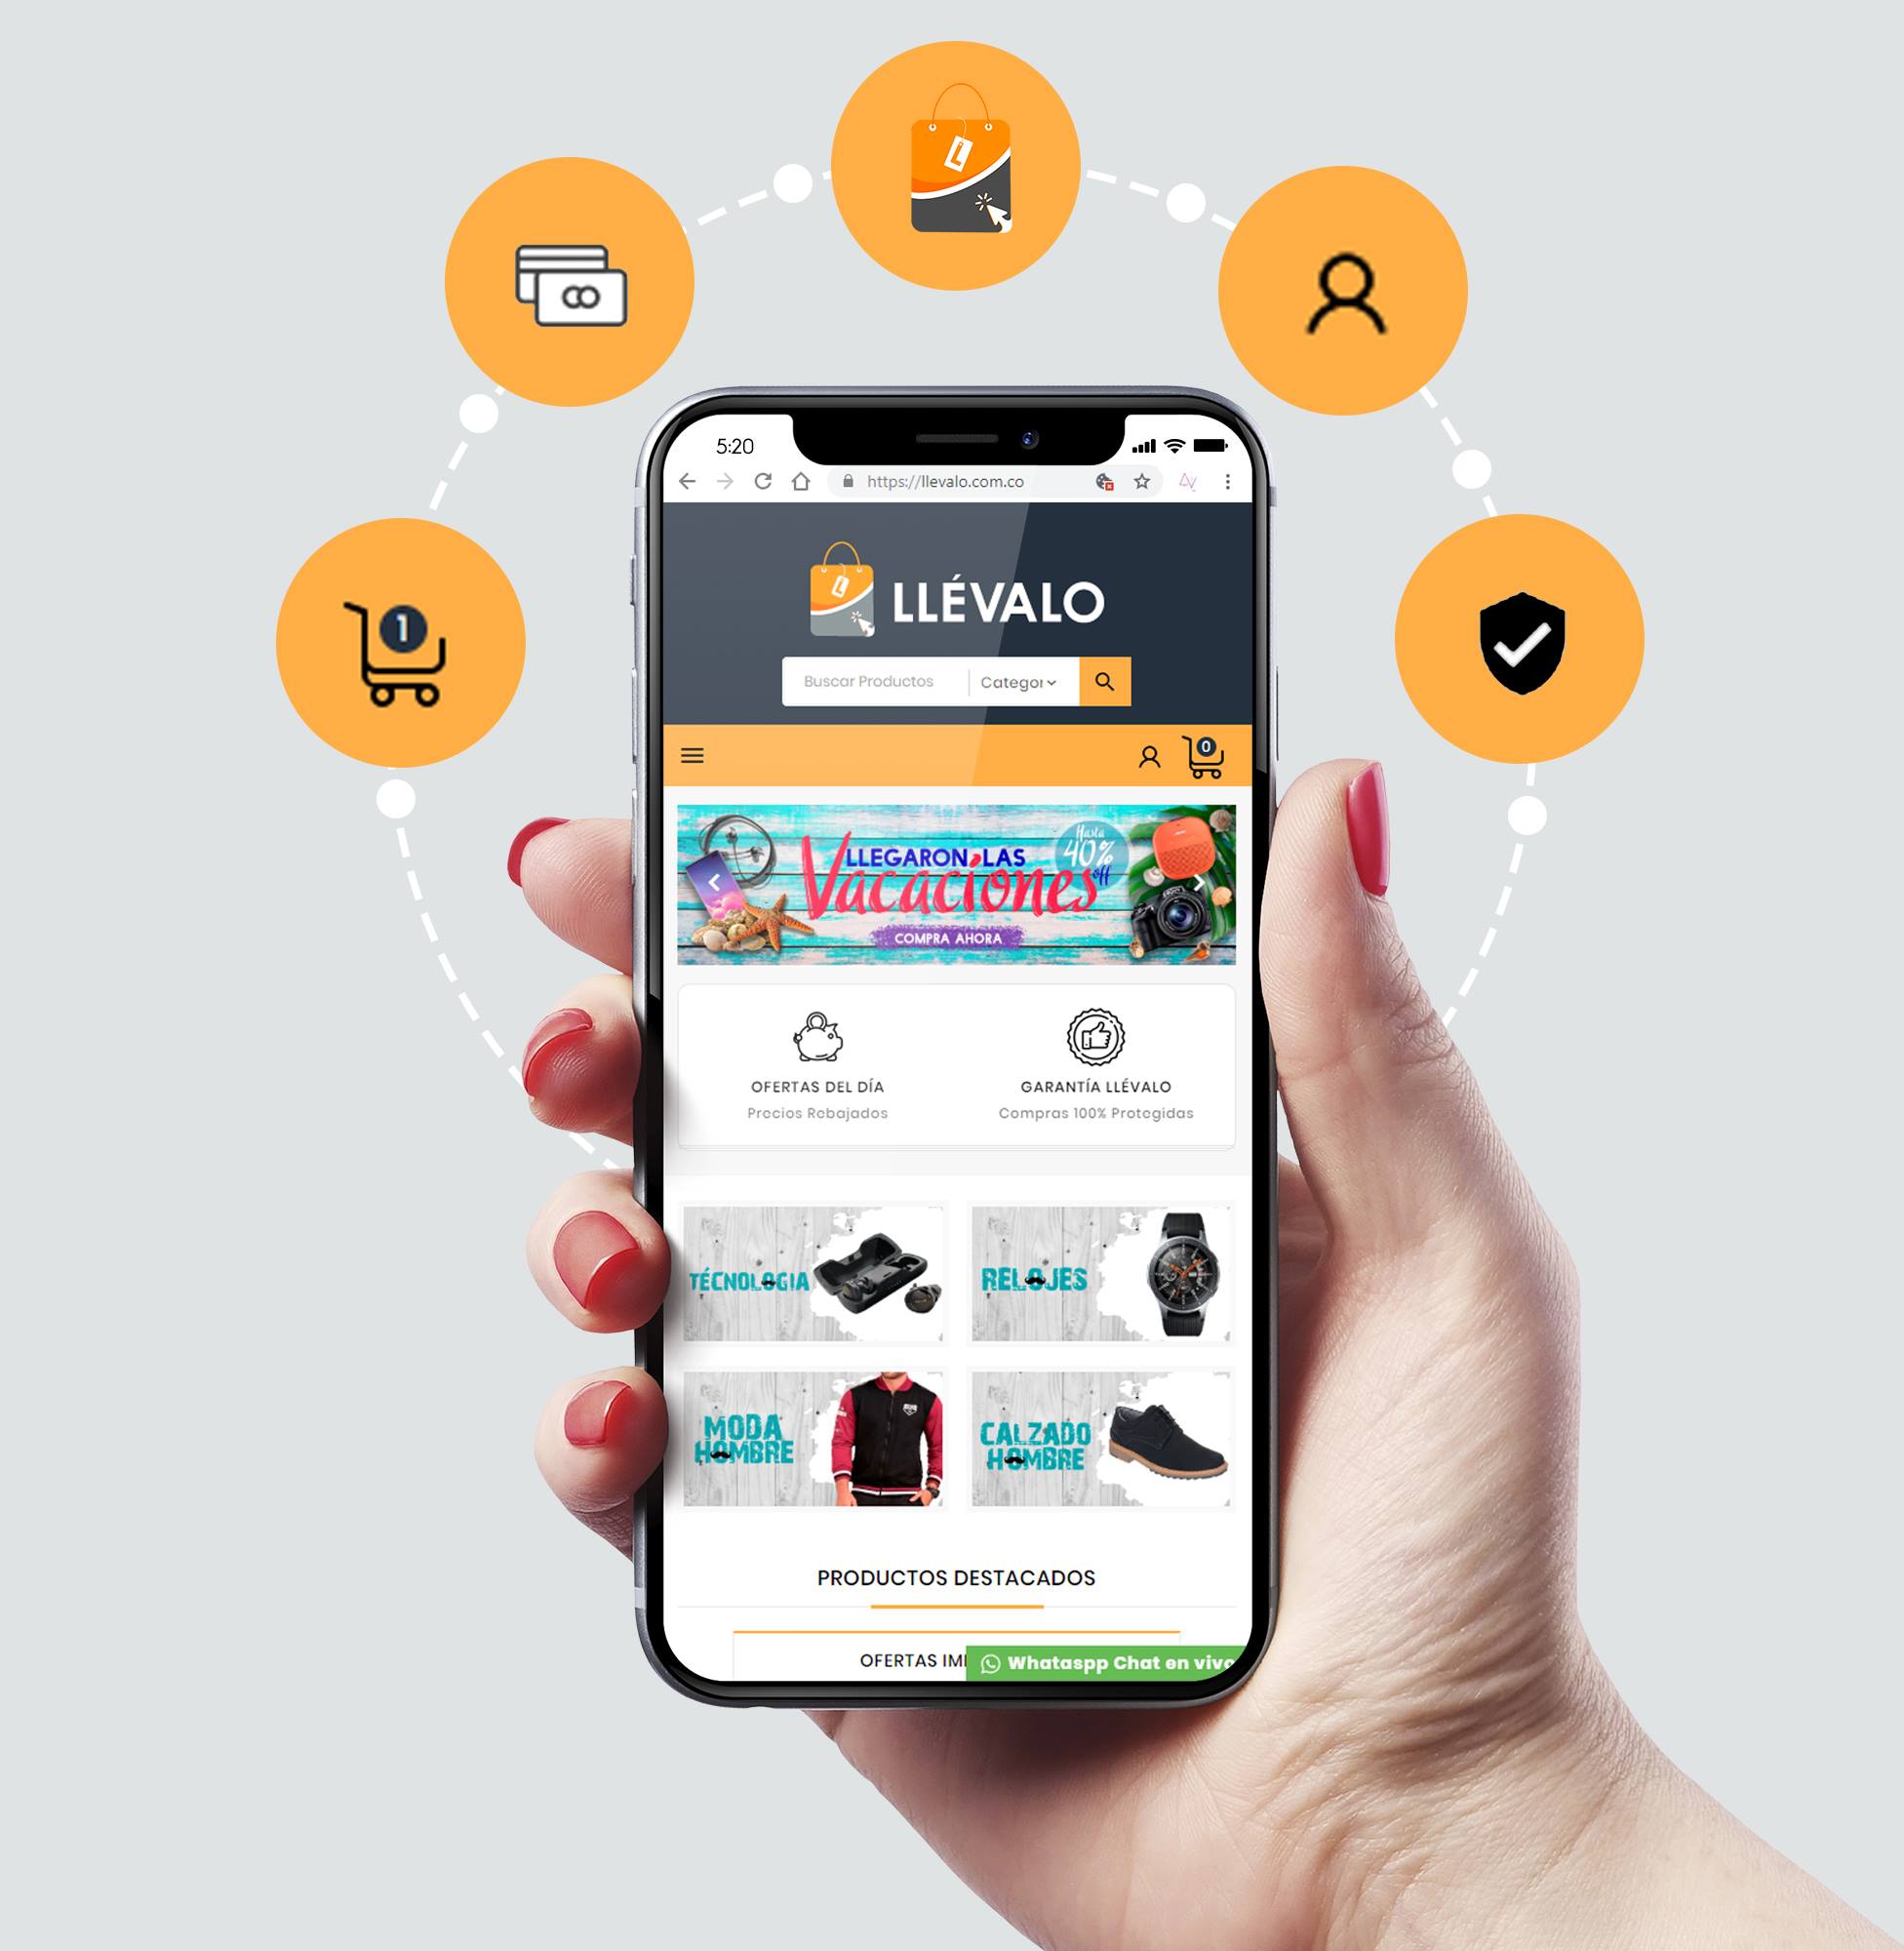 L
1
5:20
https://llevalo.com.co
L
LLÉVALO
Buscar Productos Categor
0
LLEGARON LAS
Vacaciones
Hasta
40%
off
COMPRA AHORA
OFERTAS DEL DÍA
Precios Rebajados
GARANTÍA LLÉVALO
Compras 100% Protegidas
TÉCNOLOGIA
RELOJES
MODA
HOMBRE
CALZADO
HOMBRE
PRODUCTOS DESTACADOS
OFERTAS IM
Whataspp Chat en vivo